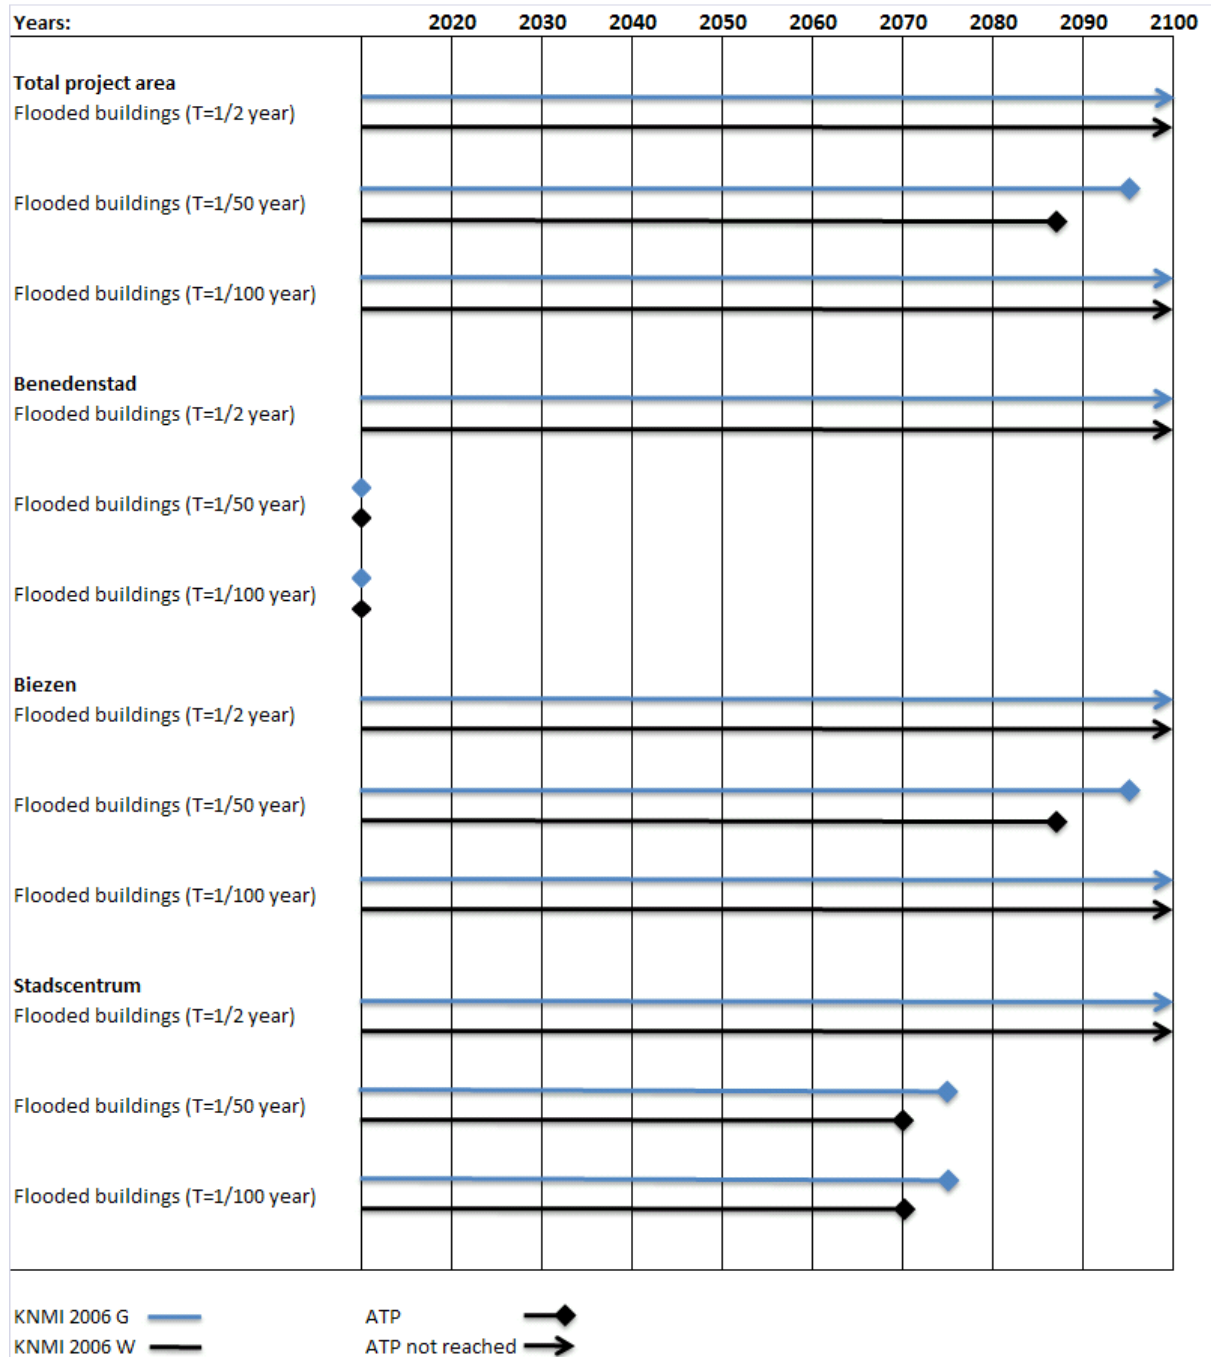 Years: 2020 2030 2040 2050 2060 2070 2080 2090 2100
Total project area
Flooded buildings (T=1/2 year)
Flooded buildings (T=1/50 year)
Flooded buildings (T=1/100 year)
Benedenstad
Flooded buildings (T=1/2 year)
Flooded buildings (T=1/50 year)
Flooded buildings (T=1/100 year)
Biezen
Flooded buildings (T=1/2 year)
Flooded buildings (T=1/50 year)
Flooded buildings (T=1/100 year)
Stadscentrum
Flooded buildings (T=1/2 year)
Flooded buildings (T=1/50 year)
Flooded buildings (T=1/100 year)
KNMI 2006 G ATP
KNMI 2006 W ATP not reached